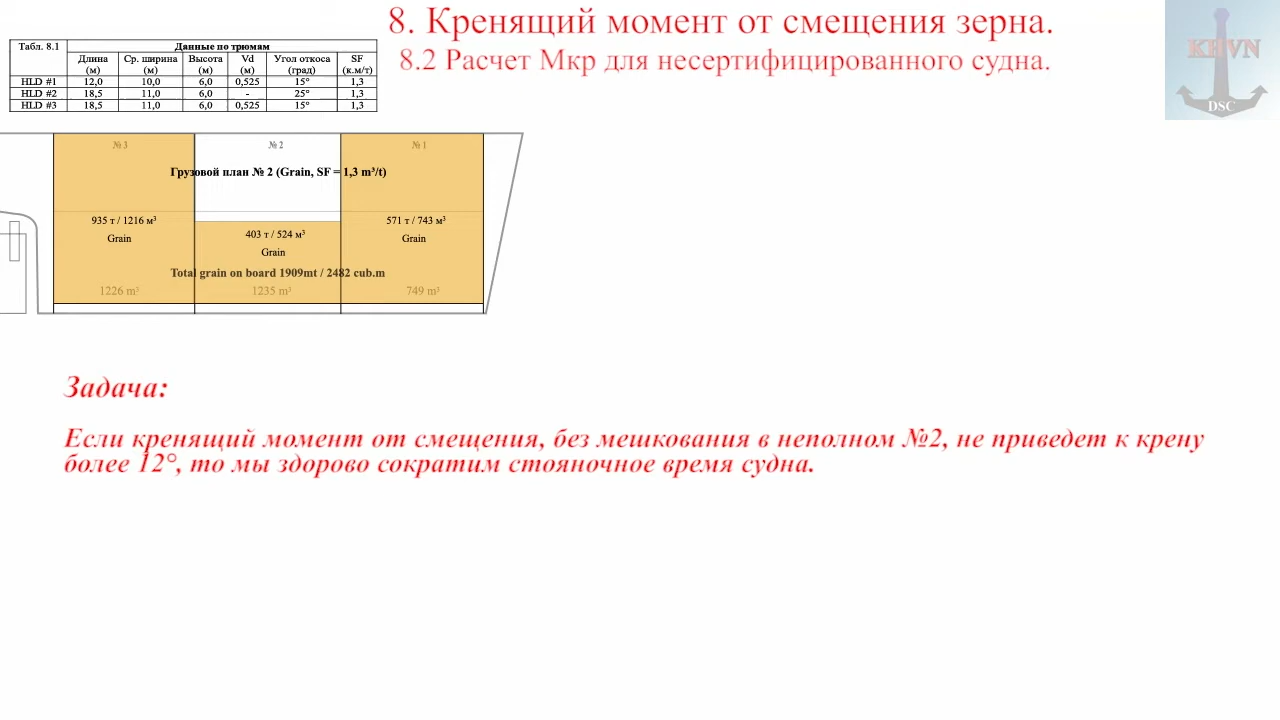 8. Кренящий момент от смещения зерна.
8.2 Расчет Мкр для несертифицированного судна.
KHVN
DSC
Табл. 8.1 Данные по трюмам
Длина (м) Ср. ширина (м) Высота (м) Vd (м) Угол откоса (град) SF (к.м/т)
HLD #1 12,0 10,0 6,0 0,525 15° 1,3
HLD #2 18,5 11,0 6,0 - 25° 1,3
HLD #3 18,5 11,0 6,0 0,525 15° 1,3
№ 3 № 2 № 1
Грузовой план № 2 (Grain, SF = 1,3 m³/t)
935 т / 1216 м³ 571 т / 743 м³
403 т / 524 м³
Grain Grain
Grain
Total grain on board 1909mt / 2482 cub.m
1226 m³ 1235 m³ 749 m³
Задача:
Если кренящий момент от смещения, без мешкования в неполном №2, не приведет к крену
более 12°, то мы здорово сократим стояночное время судна.